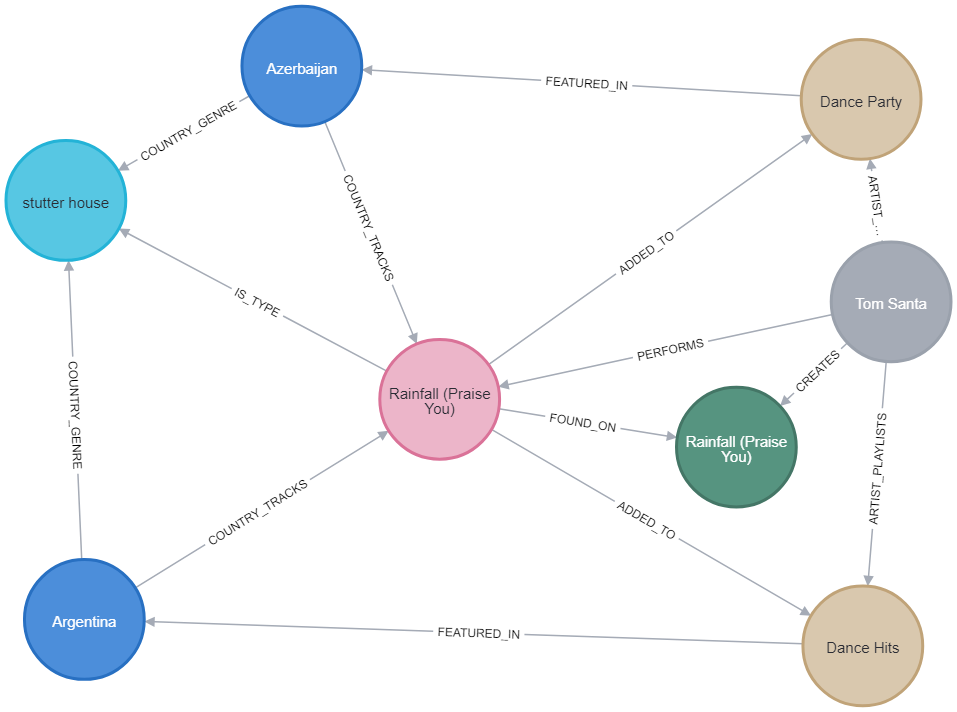 Azerbaijan
Dance Party
FEATURED_IN
COUNTRY_GENRE
stutter house
COUNTRY_TRACKS
ARTIST_...
ADDED_TO
IS_TYPE
Tom Santa
PERFORMS
CREATES
Rainfall (Praise
You)
FOUND_ON
Rainfall (Praise
You)
COUNTRY_GENRE
ARTIST_PLAYLISTS
COUNTRY_TRACKS
ADDED_TO
Argentina
FEATURED_IN
Dance Hits